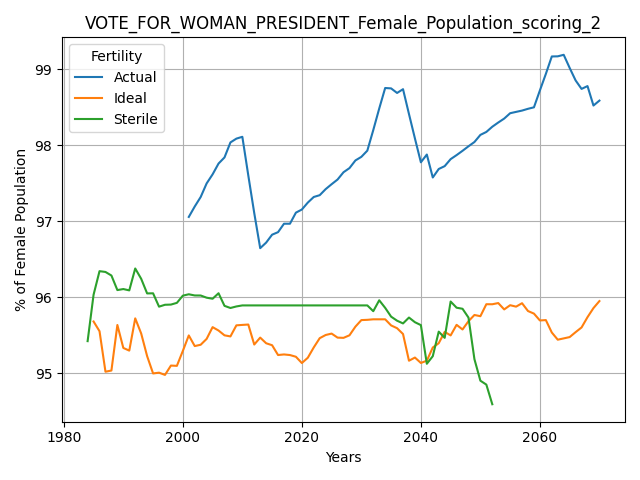 VOTE_FOR_WOMAN_PRESIDENT_Female_Population_scoring_2
Fertility
Actual
Ideal
Sterile
% of Female Population
99
98
97
96
95
1980
2000
2020
2040
2060
Years